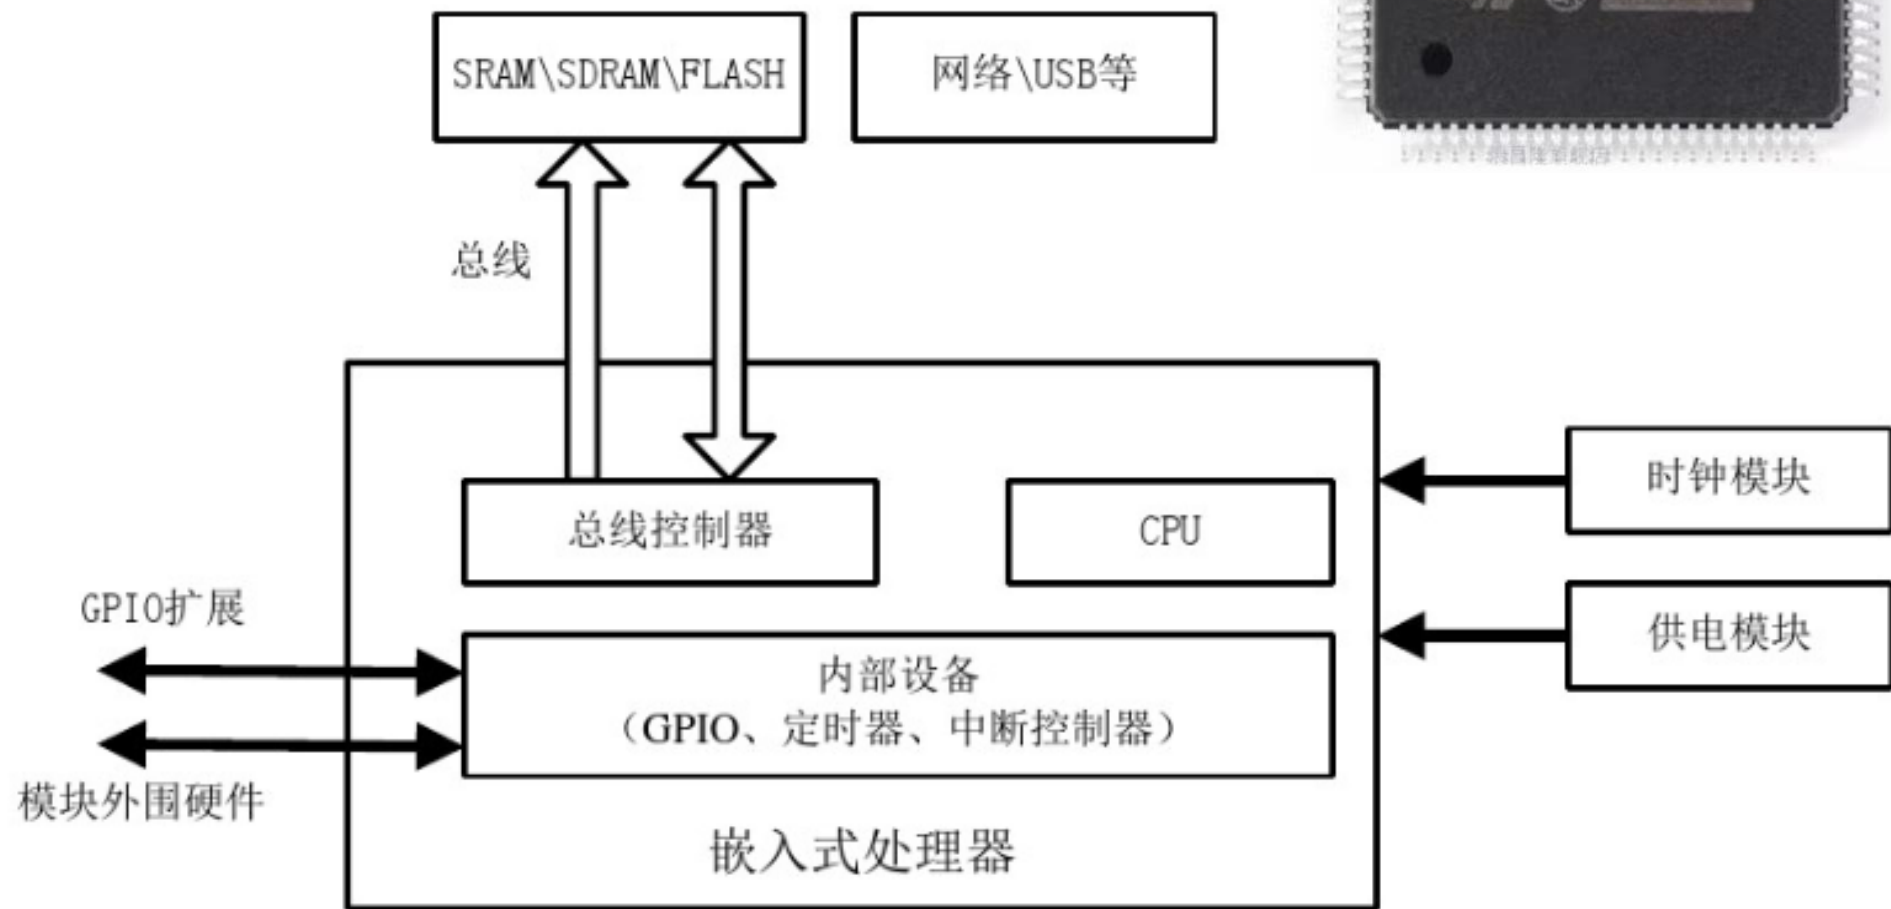 SRAM\SDRAM\FLASH
网络\USB等
总线
总线控制器
CPU
时钟模块
GPIO扩展
供电模块
内部设备
（GPIO、定时器、中断控制器）
模块外围硬件
嵌入式处理器